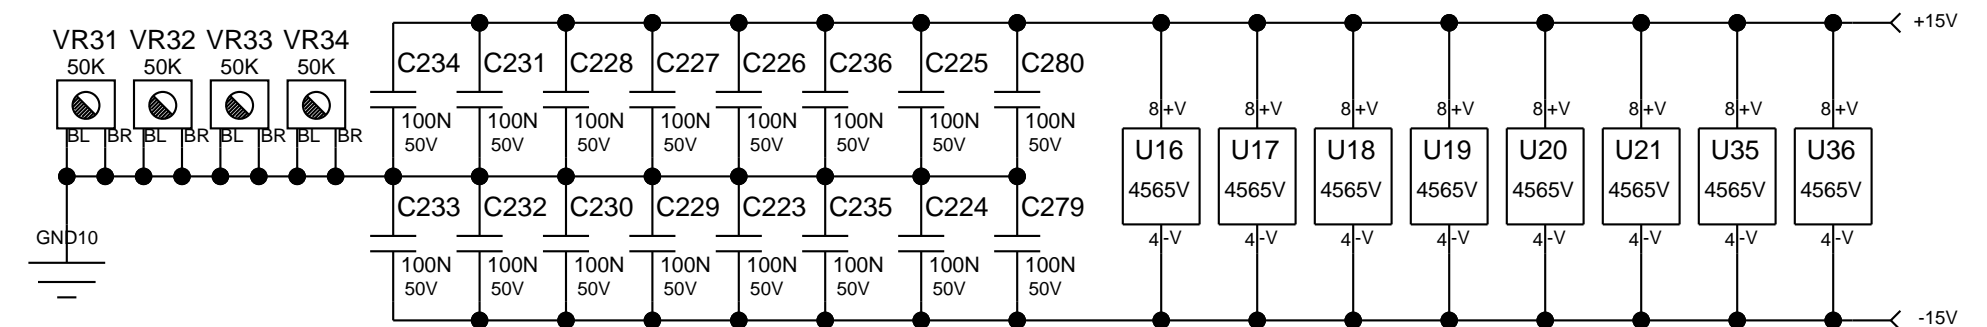 +15V
VR31 VR32 VR33 VR34
50K 50K 50K 50K
C234 C231 C228 C227 C226 C236 C225 C280
8 +V 8 +V 8 +V 8 +V 8 +V 8 +V 8 +V 8 +V
100N 100N 100N 100N 100N 100N 100N 100N
BL BR BL BR BL BR BL BR
50V 50V 50V 50V 50V 50V 50V 50V
U16 U17 U18 U19 U20 U21 U35 U36
4565V 4565V 4565V 4565V 4565V 4565V 4565V 4565V
C233 C232 C230 C229 C223 C235 C224 C279
GND10
4 -V 4 -V 4 -V 4 -V 4 -V 4 -V 4 -V 4 -V
100N 100N 100N 100N 100N 100N 100N 100N
50V 50V 50V 50V 50V 50V 50V 50V
-15V